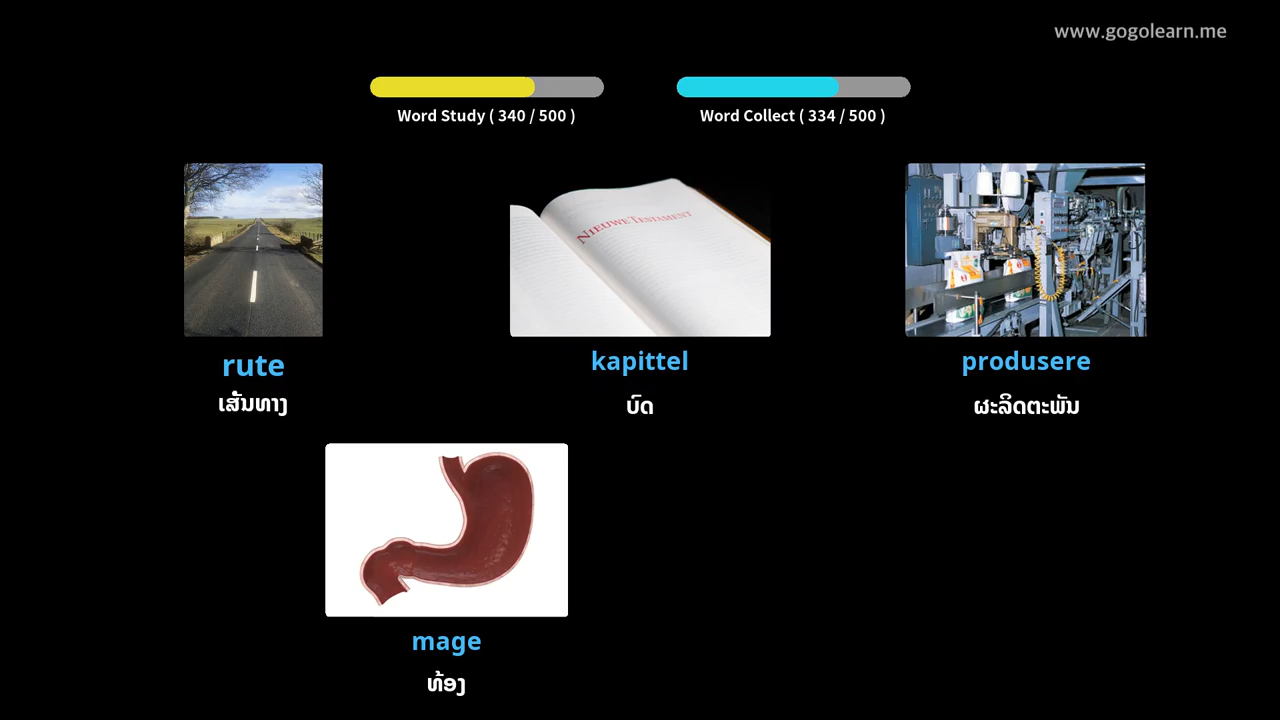 www.gogolearn.me
Word Study ( 340 / 500 )
Word Collect ( 334 / 500 )
NIEUWE TESTAMENT
rute
kapittel
produsere
ເສັ້ນທາງ
ບົດ
ຜະລິດຕະພັນ
mage
ທ້ອງ